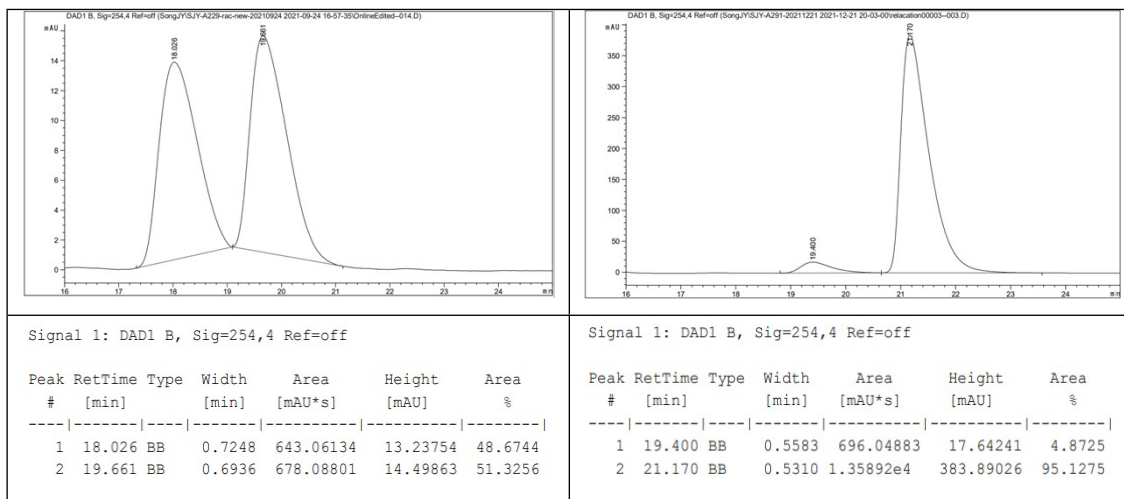 DAD1 B, Sig=254,4 Ref=off (SongJY\SJY-A229-rac-new-20210924 2021-09-24 16-57-35\OnlineEdited--014.D)
mAU
18.026
19.661
14
12
10
8
6
4
2
0
16 18 19 20 21 22 23 24 min
Signal 1: DAD1 B, Sig=254,4 Ref=off
Peak RetTime Type Width Area Height Area
# [min] [min] [mAU*s] [mAU] %
----|-------|----|-------|----------|----------|--------|
1 18.026 BB 0.7248 643.06134 13.23754 48.6744
2 19.661 BB 0.6936 678.08801 14.49863 51.3256
DAD1 B, Sig=254,4 Ref=off (SongJY\SJY-A291-20211221 2021-12-21 20-03-00\relacation00003--003.D)
mAU
21.170
19.400
350
300
250
200
150
100
50
0
16 17 18 19 20 21 22 23 24 min
Signal 1: DAD1 B, Sig=254,4 Ref=off
Peak RetTime Type Width Area Height Area
# [min] [min] [mAU*s] [mAU] %
----|-------|----|-------|----------|----------|--------|
1 19.400 BB 0.5583 696.04883 17.64241 4.8725
2 21.170 BB 0.5310 1.35892e4 383.89026 95.1275